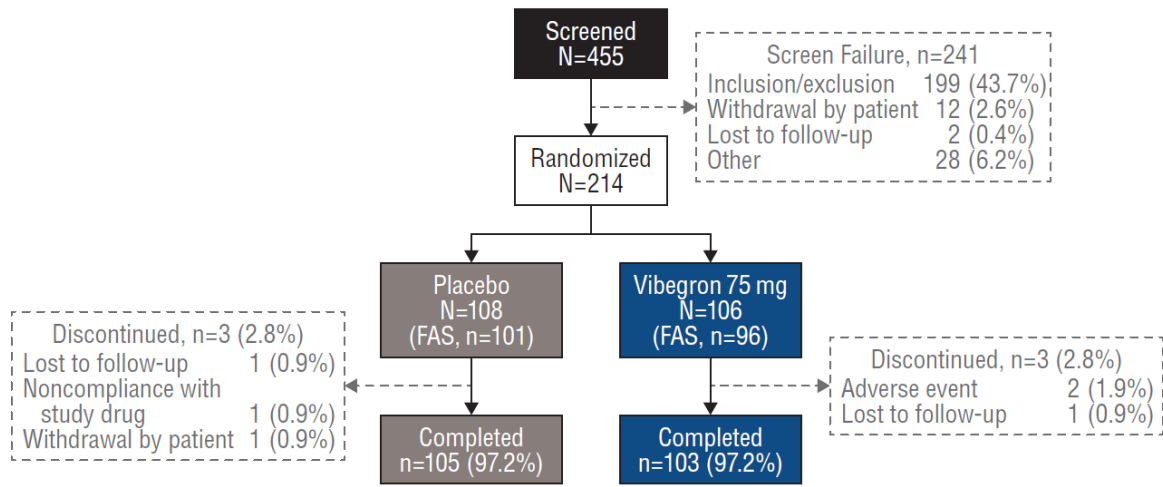 Screened
N=455
Screen Failure, n=241
Inclusion/exclusion 199 (43.7%)
Withdrawal by patient 12 (2.6%)
Lost to follow-up 2 (0.4%)
Other 28 (6.2%)
Randomized
N=214
Placebo
N=108
(FAS, n=101)
Vibegron 75 mg
N=106
(FAS, n=96)
Discontinued, n=3 (2.8%)
Lost to follow-up 1 (0.9%)
Noncompliance with
study drug 1 (0.9%)
Withdrawal by patient 1 (0.9%)
Discontinued, n=3 (2.8%)
Adverse event 2 (1.9%)
Lost to follow-up 1 (0.9%)
Completed
n=105 (97.2%)
Completed
n=103 (97.2%)